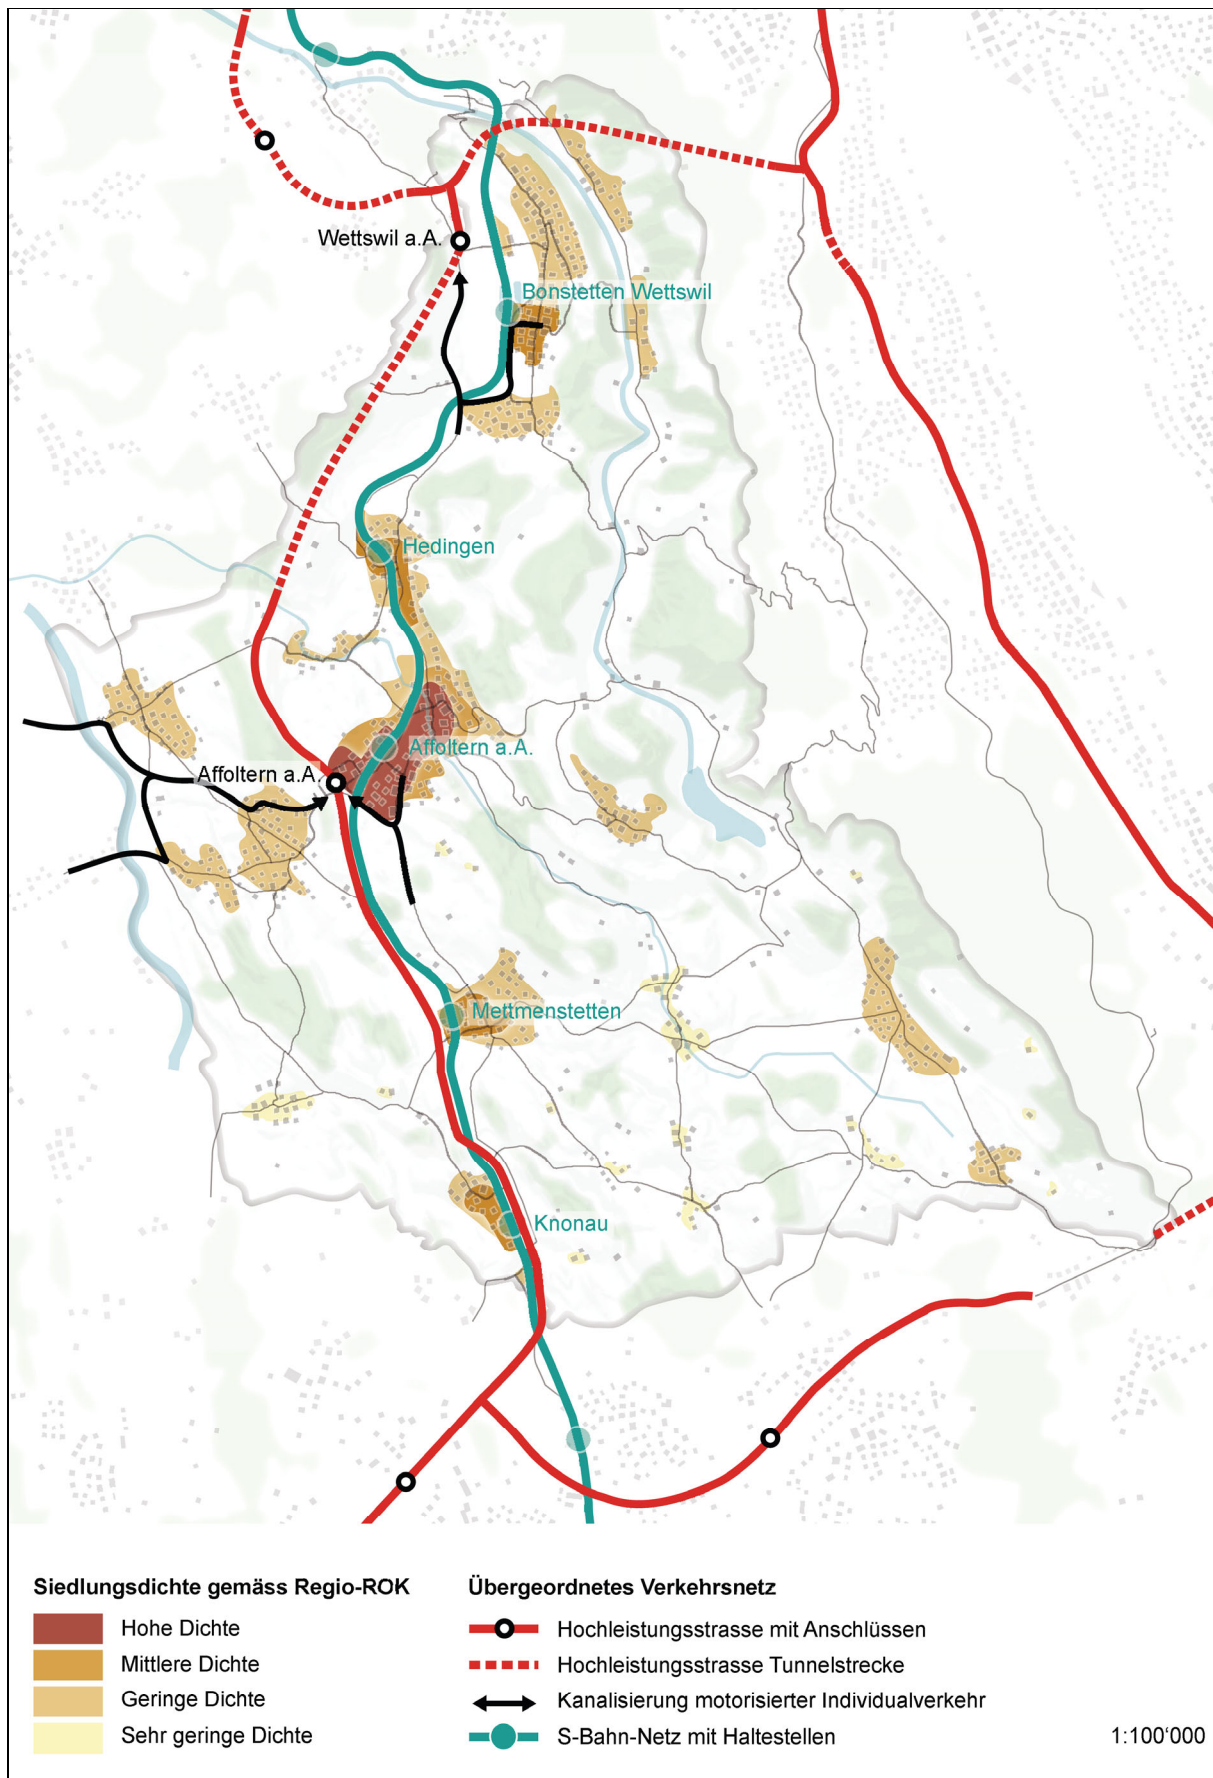 Wettswil a.A.
Bonstetten Wettswil
Hedingen
Affoltern a.A.
Affoltern a.A.
Mettmenstetten
Knonau
Siedlungsdichte gemäss Regio-ROK
Hohe Dichte
Mittlere Dichte
Geringe Dichte
Sehr geringe Dichte
Übergeordnetes Verkehrsnetz
Hochleistungsstrasse mit Anschlüssen
Hochleistungsstrasse Tunnelstrecke
Kanalisierung motorisierter Individualverkehr
S-Bahn-Netz mit Haltestellen
1:100‘000